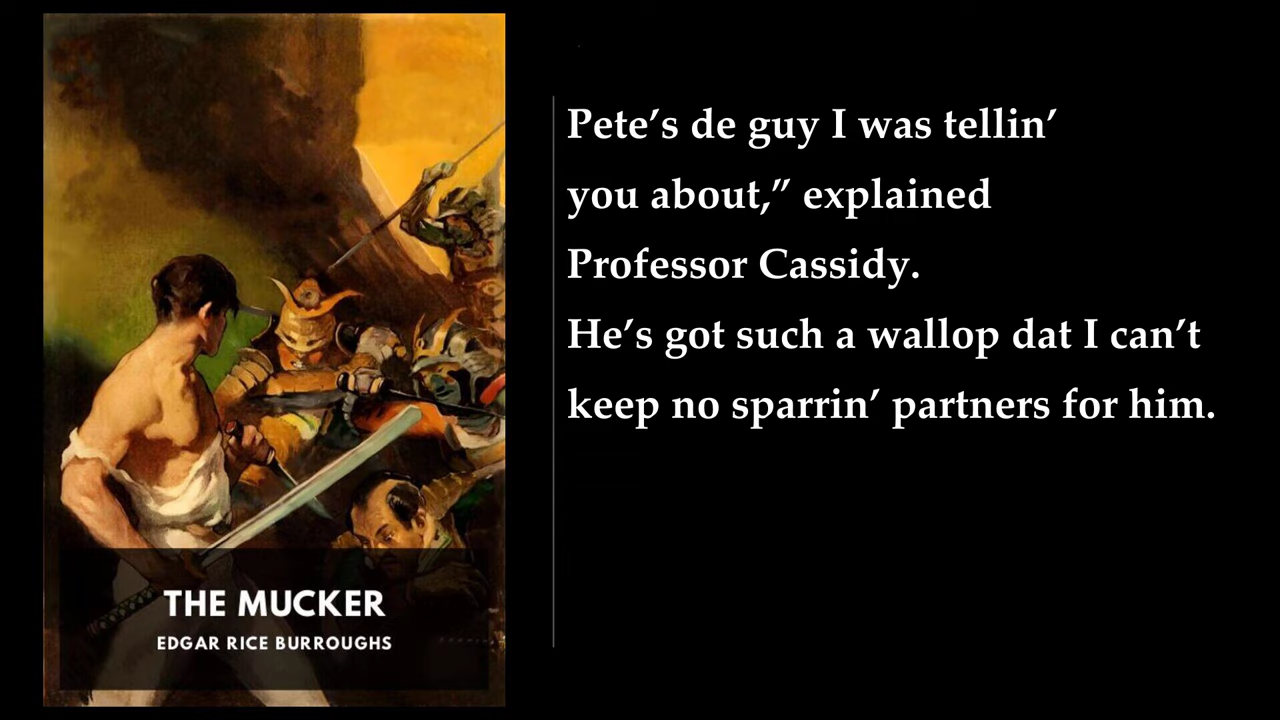 Pete’s de guy I was tellin’
you about,” explained
Professor Cassidy.
He’s got such a wallop dat I can’t
keep no sparrin’ partners for him.
THE MUCKER
EDGAR RICE BURROUGHS